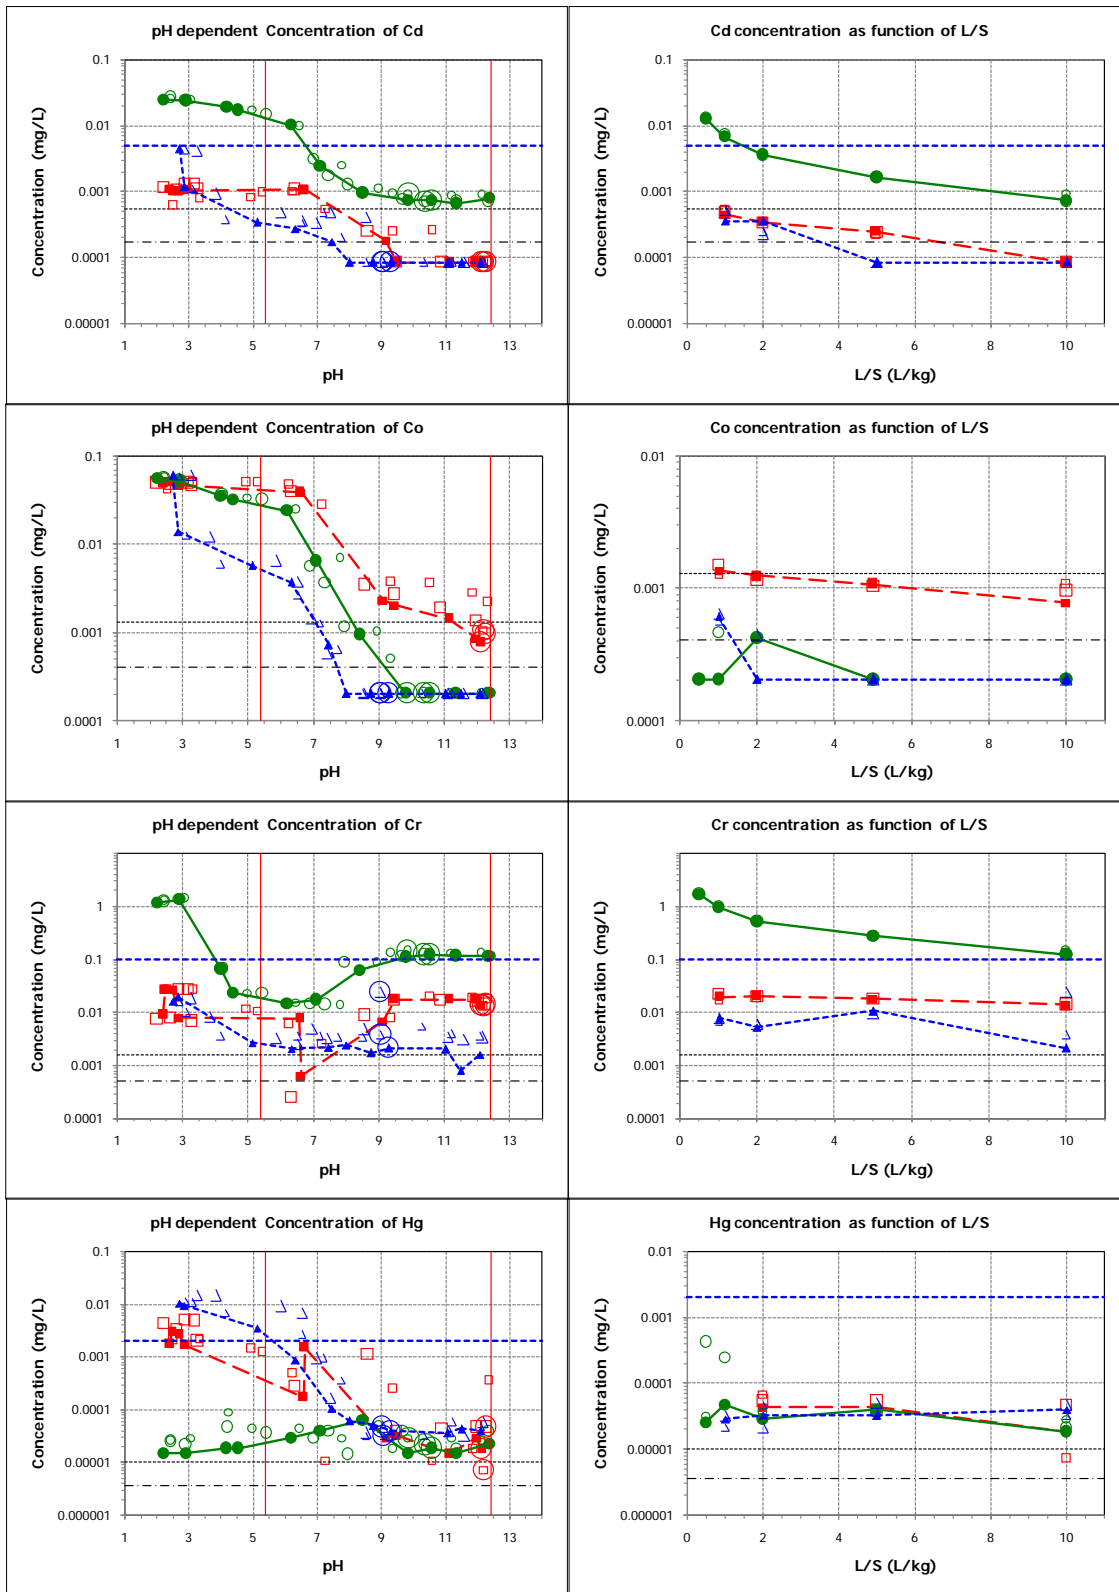 pH dependent Concentration of Cd
Concentration (mg/L)
0.1
0.01
0.001
0.0001
0.00001
1 3 5 7 9 11 13
pH
Cd concentration as function of L/S
Concentration (mg/L)
0.1
0.01
0.001
0.0001
0.00001
0 2 4 6 8 10
L/S (L/kg)
pH dependent Concentration of Co
Concentration (mg/L)
0.1
0.01
0.001
0.0001
1 3 5 7 9 11 13
pH
Co concentration as function of L/S
Concentration (mg/L)
0.01
0.001
0.0001
0 2 4 6 8 10
L/S (L/kg)
pH dependent Concentration of Cr
Concentration (mg/L)
1
0.1
0.01
0.001
0.0001
1 3 5 7 9 11 13
pH
Cr concentration as function of L/S
Concentration (mg/L)
1
0.1
0.01
0.001
0.0001
0 2 4 6 8 10
L/S (L/kg)
pH dependent Concentration of Hg
Concentration (mg/L)
0.1
0.01
0.001
0.0001
0.00001
0.000001
1 3 5 7 9 11 13
pH
Hg concentration as function of L/S
Concentration (mg/L)
0.01
0.001
0.0001
0.00001
0.000001
0 2 4 6 8 10
L/S (L/kg)